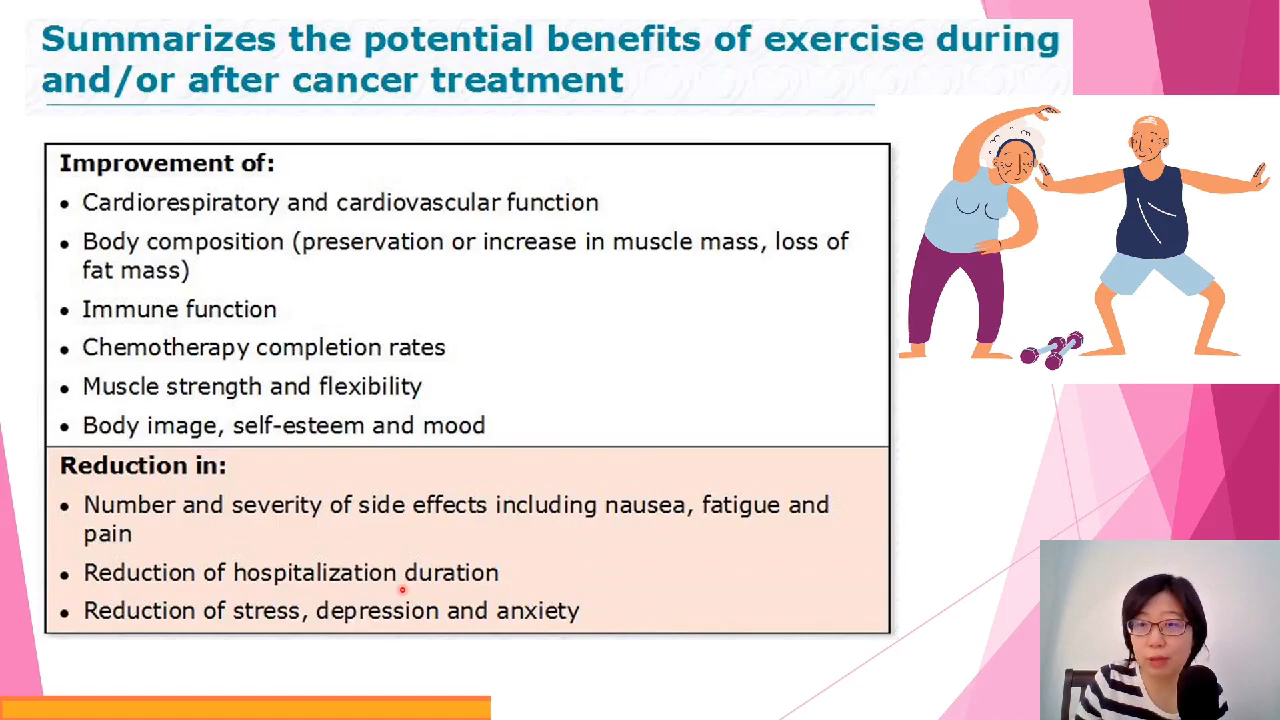 Summarizes the potential benefits of exercise during
and/or after cancer treatment
Improvement of:
• Cardiorespiratory and cardiovascular function
• Body composition (preservation or increase in muscle mass, loss of
fat mass)
• Immune function
• Chemotherapy completion rates
• Muscle strength and flexibility
• Body image, self-esteem and mood
Reduction in:
• Number and severity of side effects including nausea, fatigue and
pain
• Reduction of hospitalization duration
• Reduction of stress, depression and anxiety